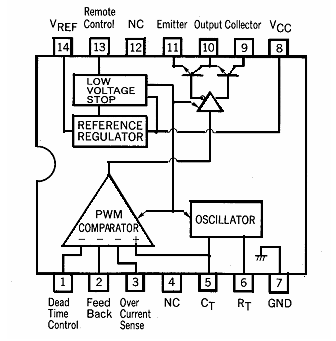 Remote
VREF Control NC Emitter Output Collector VCC
14 13 12 11 10 9 8
LOW
VOLTAGE
STOP
REFERENCE
REGULATOR
PWM
COMPARATOR
OSCILLATOR
1 2 3 4 5 6 7
Dead Feed Over NC CT RT GND
Time Back Current
Control Sense